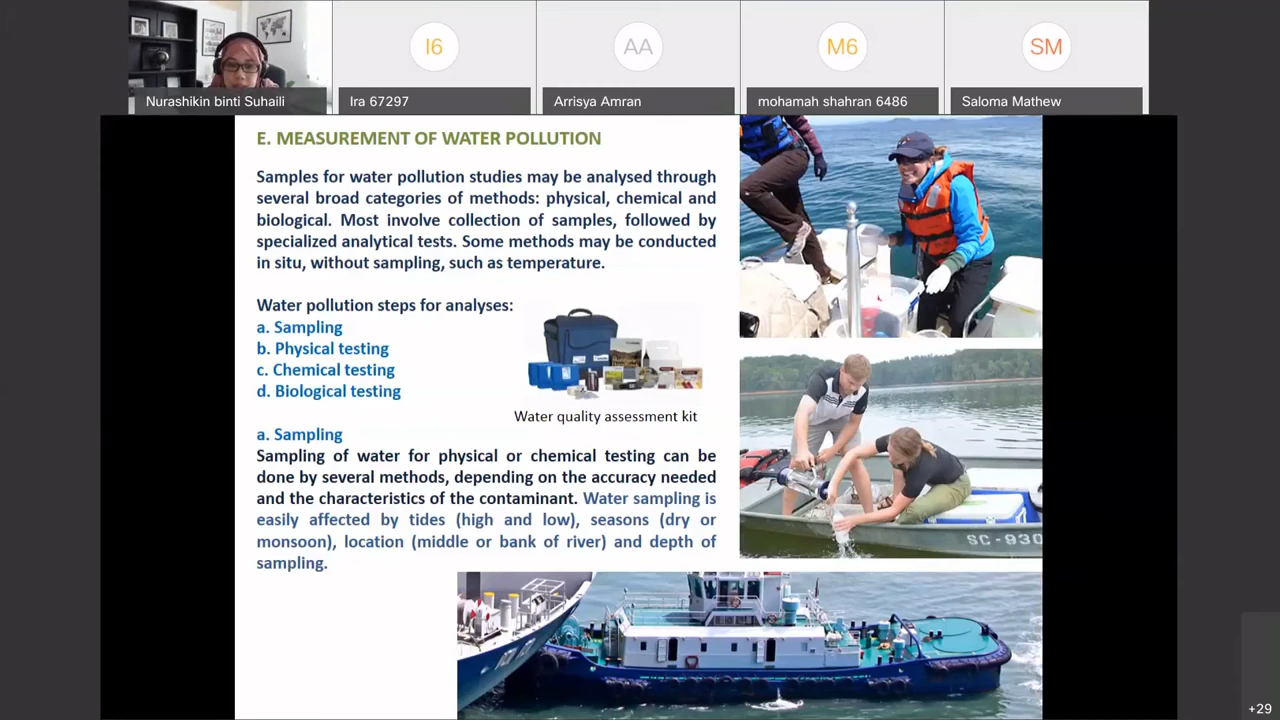 I6
AA
M6
SM
Nurashikin binti Suhaili
Ira 67297
Arrisya Amran
mohamah shahran 6486
Saloma Mathew
E. MEASUREMENT OF WATER POLLUTION
Samples for water pollution studies may be analysed through
several broad categories of methods: physical, chemical and
biological. Most involve collection of samples, followed by
specialized analytical tests. Some methods may be conducted
in situ, without sampling, such as temperature.
Water pollution steps for analyses:
a. Sampling
b. Physical testing
c. Chemical testing
d. Biological testing
Water quality assessment kit
a. Sampling
Sampling of water for physical or chemical testing can be
done by several methods, depending on the accuracy needed
and the characteristics of the contaminant. Water sampling is
easily affected by tides (high and low), seasons (dry or
monsoon), location (middle or bank of river) and depth of
sampling.
SC-930
+29